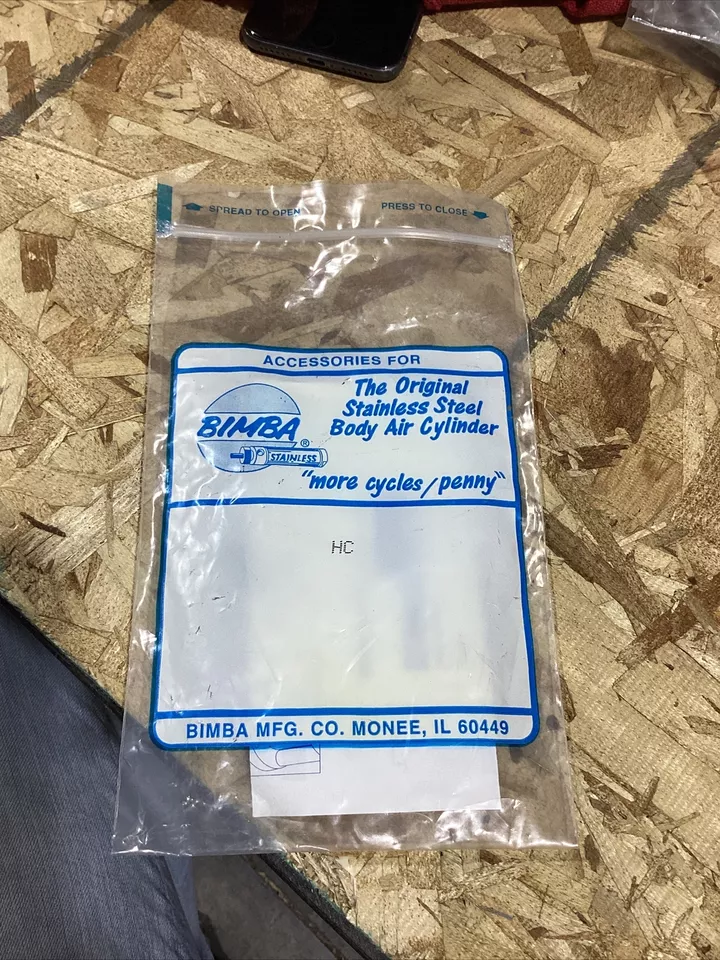 SPREAD TO OPEN PRESS TO CLOSE
ACCESSORIES FOR
BIMBA ®
STAINLESS
The Original
Stainless Steel
Body Air Cylinder
"more cycles/penny"
HC
BIMBA MFG. CO. MONEE, IL 60449